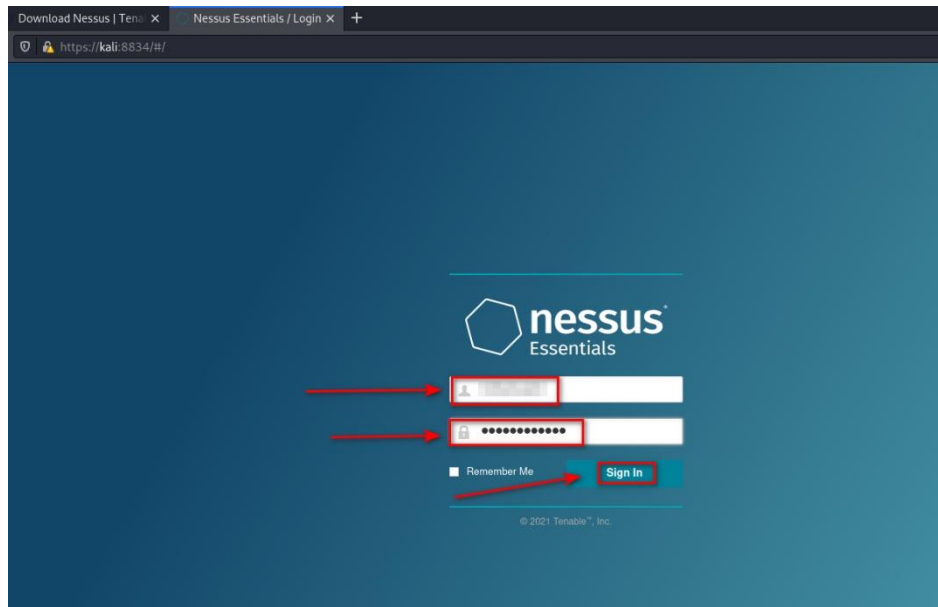 Download Nessus | Tena
Nessus Essentials / Login
https://kali:8834/#/
nessus
Essentials
Remember Me
Sign In
© 2021 Tenable™, Inc.